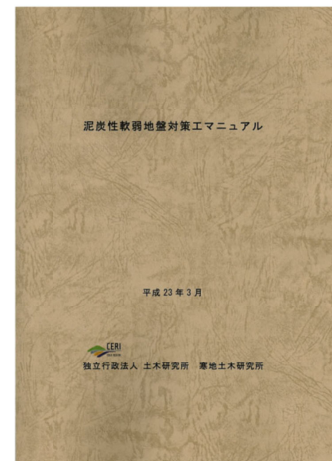 泥炭性軟弱地盤対策工マニュアル
平成 23 年 3 月
CERI
独立行政法人 土木研究所 寒地土木研究所